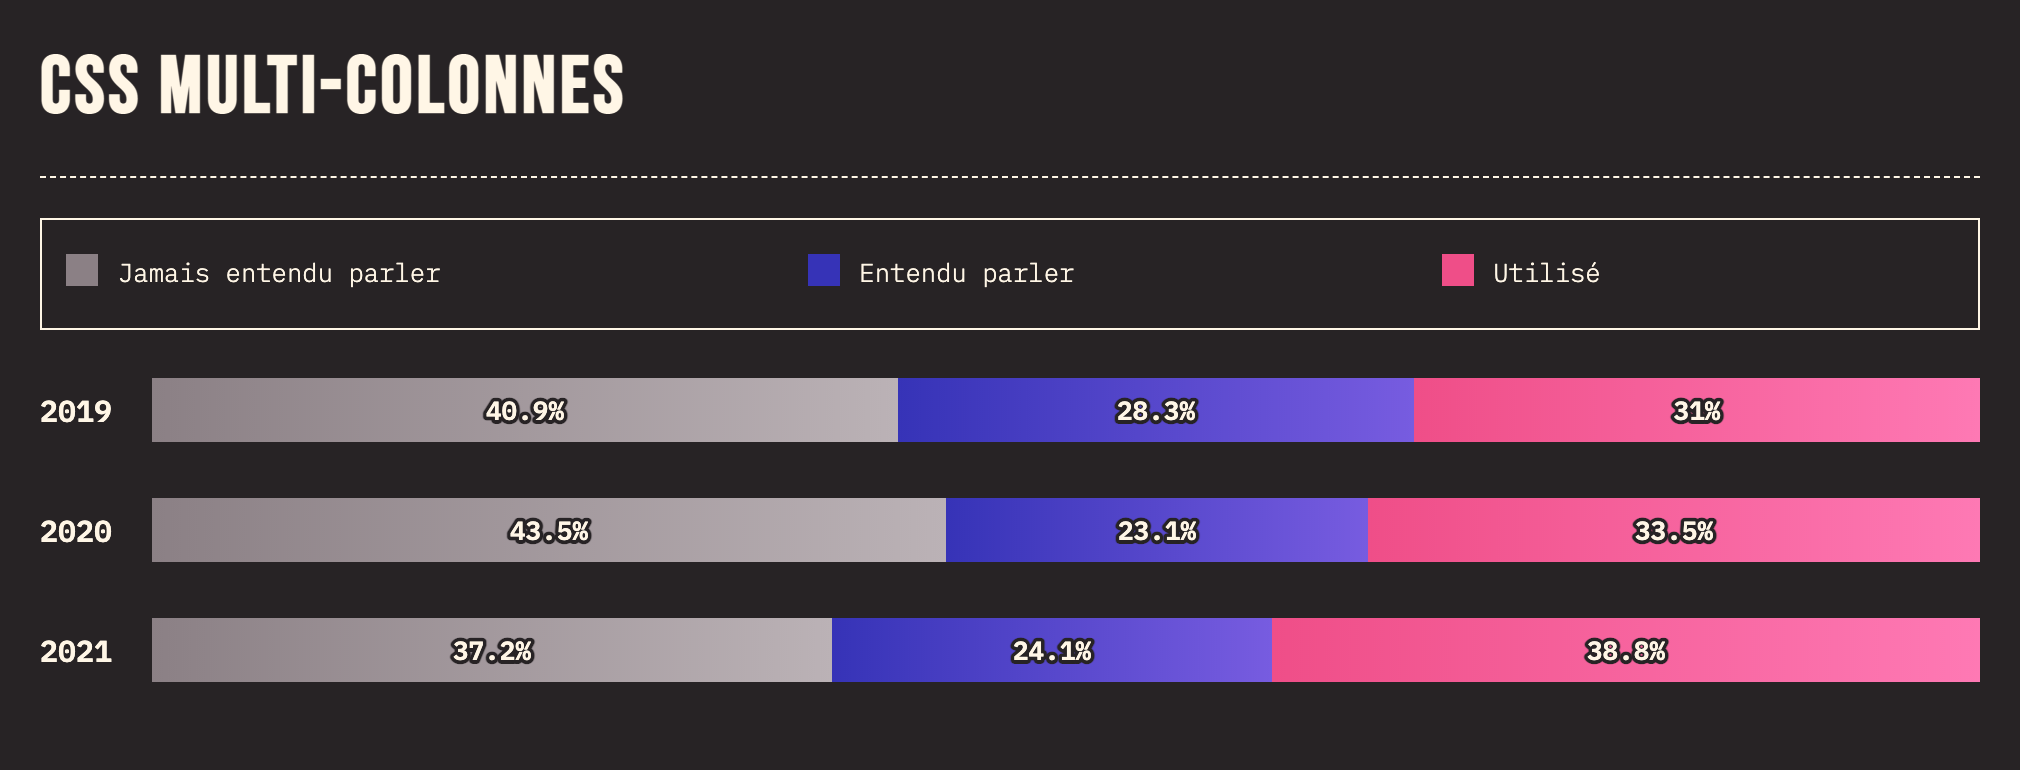 CSS MULTI-COLONNES
Jamais entendu parler Entendu parler Utilisé
2019 40.9% 28.3% 31%
2020 43.5% 23.1% 33.5%
2021 37.2% 24.1% 38.8%